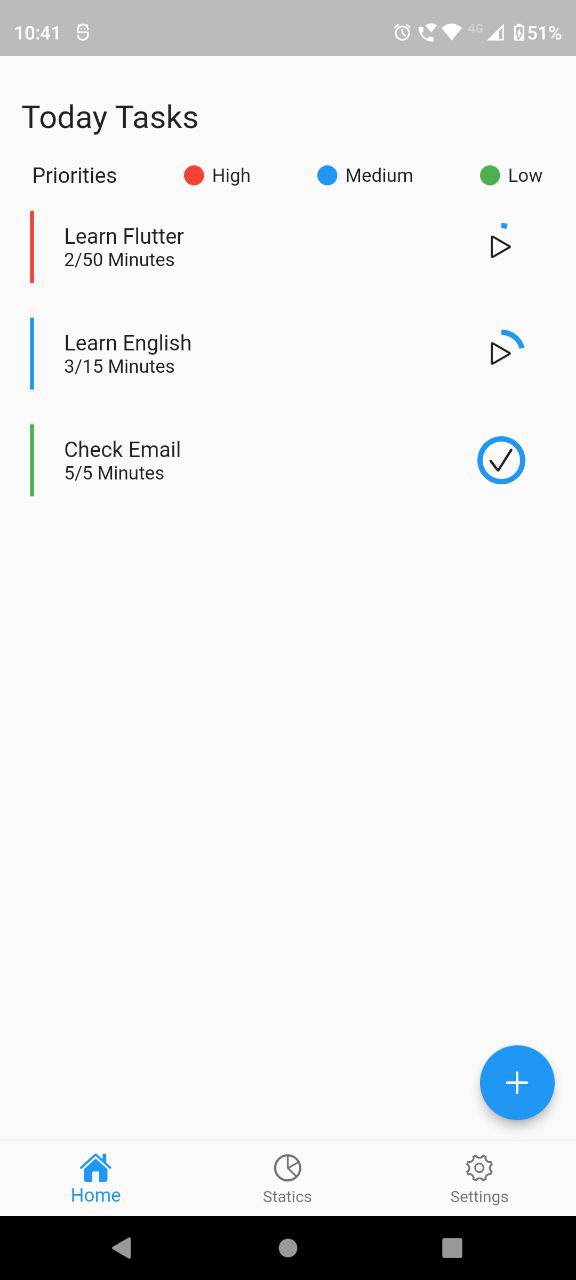 10:41 4G 51%
Today Tasks
Priorities High Medium Low
Learn Flutter
2/50 Minutes
Learn English
3/15 Minutes
Check Email
5/5 Minutes
Home Statics Settings